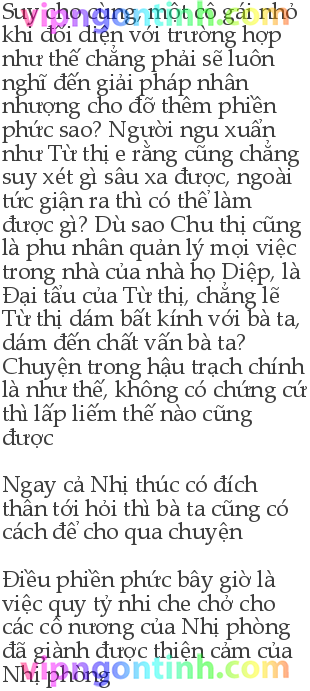 Suy cho cùng một cô gái nhỏ
khi đối diện với trường hợp
như thế chẳng phải sẽ luôn
nghĩ đến giải pháp nhân
nhượng cho đỡ thêm phiền
phức sao? Người ngu xuẩn
như Từ thị e rằng cũng chẳng
suy xét gì sâu xa được, ngoài
tức giận ra thì có thể làm
được gì? Dù sao Chu thị cũng
là phu nhân quản lý mọi việc
trong nhà của nhà họ Diệp, là
Đại tẩu của Từ thị, chẳng lẽ
Từ thị dám bất kính với bà ta,
dám đến chất vấn bà ta?
Chuyện trong hậu trạch chính
là như thế, không có chứng cứ
thì lấp liếm thế nào cũng
được
Ngay cả Nhị thúc có đích
thân tới hỏi thì bà ta cũng có
cách để cho qua chuyện
Điều phiền phức bây giờ là
việc quy tỷ nhi che chở cho
các cô nương của Nhị phòng
đã giành được thiện cảm của
Nhị phòng
vipngontinh.com
vipngontinh.com